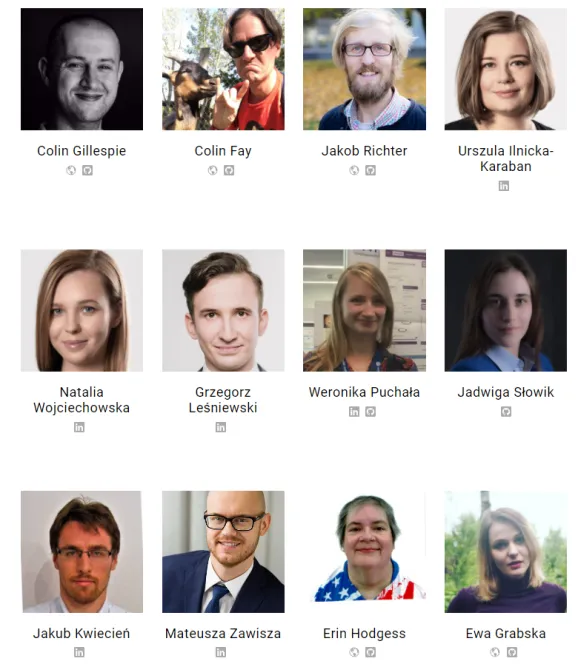 Colin Gillespie
Colin Fay
Jakob Richter
Urszula Ilnicka-
Karaban
Natalia
Wojciechowska
Grzegorz
Leśniewski
Weronika Puchała
Jadwiga Słowik
Jakub Kwiecień
Mateusza Zawisza
Erin Hodgess
Ewa Grabska